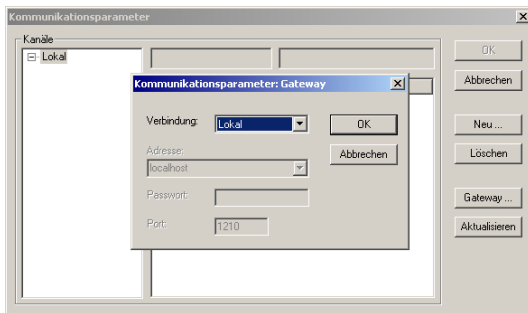 Kommunikationsparameter
Kanäle
Lokal
OK
Abbrechen
Neu ...
Löschen
Gateway ...
Aktualisieren
Kommunikationsparameter: Gateway
Verbindung: Lokal
OK
Adresse:
Abbrechen
localhost
Passwort:
Port: 1210